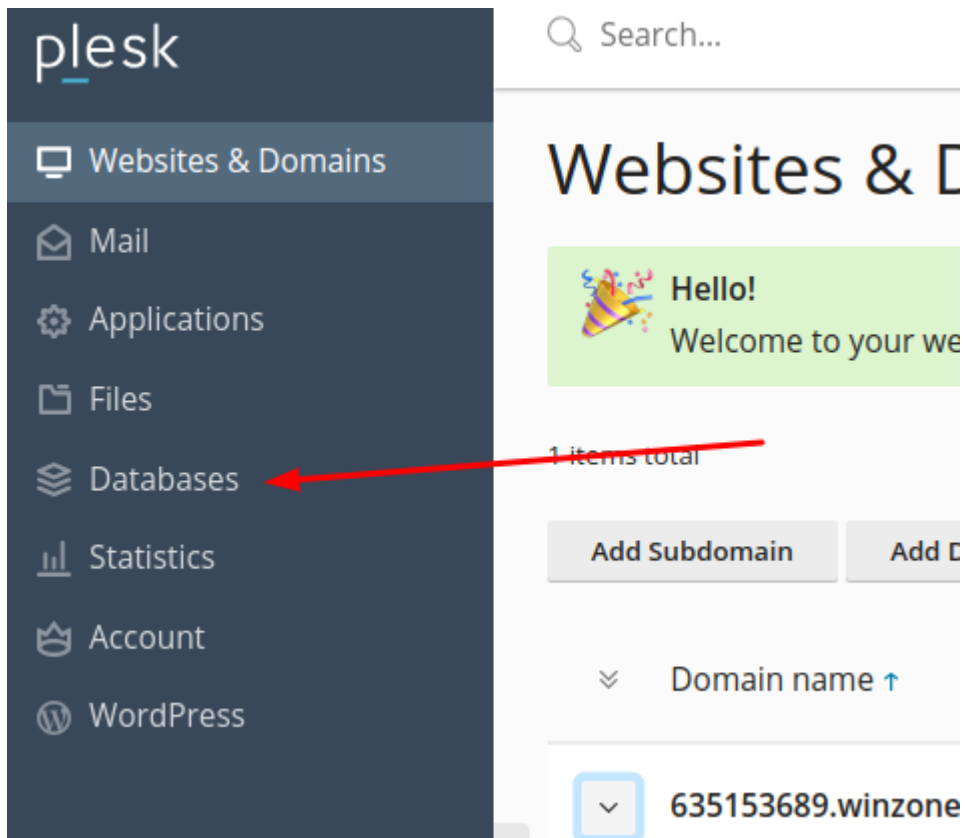 plesk
Search...
Websites & Domains
Mail
Applications
Files
Databases
Statistics
Account
WordPress
Websites & D
Hello!
Welcome to your we
1 items total
Add Subdomain
Add D
Domain name ↑
635153689.winzone